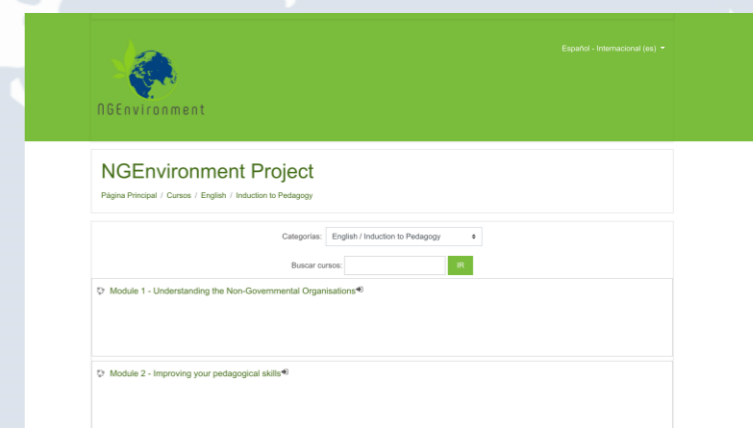 Español - Internacional (es)
NGEnvironment
NGEnvironment Project
Página Principal / Cursos / English / Induction to Pedagogy
Categorías: English / Induction to Pedagogy
Buscar cursos: IR
Module 1 - Understanding the Non-Governmental Organisations
Module 2 - Improving your pedagogical skills